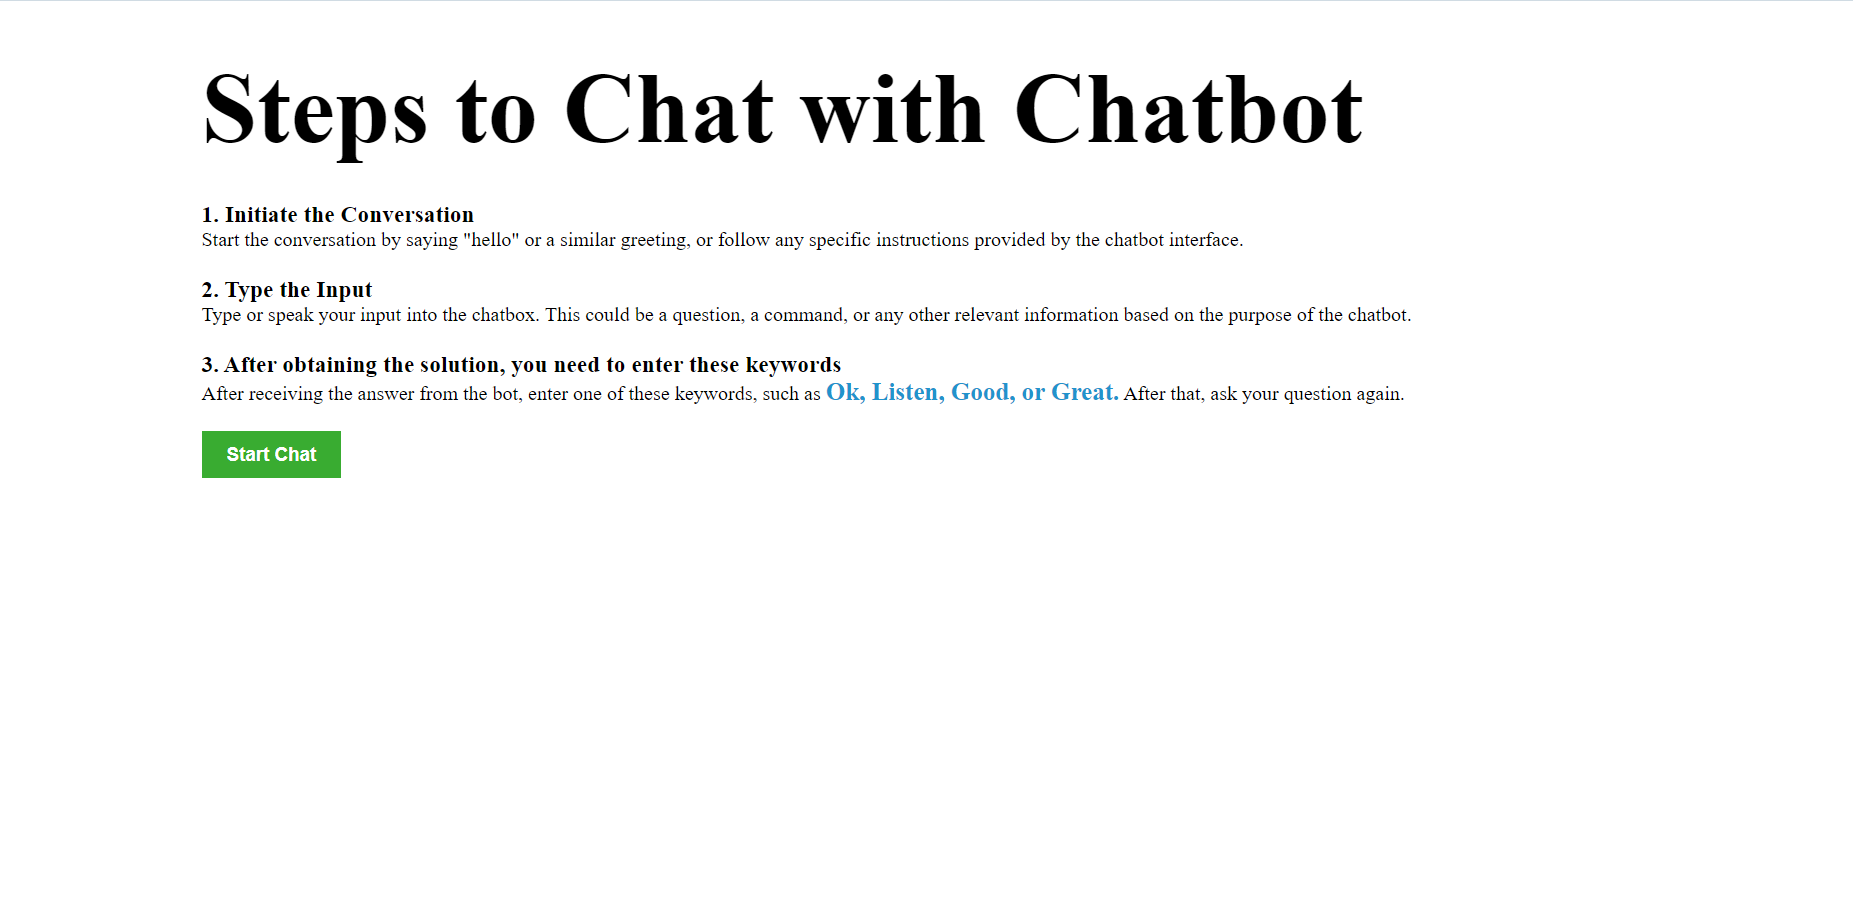 Steps to Chat with Chatbot
1. Initiate the Conversation
Start the conversation by saying "hello" or a similar greeting, or follow any specific instructions provided by the chatbot interface.
2. Type the Input
Type or speak your input into the chatbox. This could be a question, a command, or any other relevant information based on the purpose of the chatbot.
3. After obtaining the solution, you need to enter these keywords
After receiving the answer from the bot, enter one of these keywords, such as Ok, Listen, Good, or Great. After that, ask your question again.
Start Chat